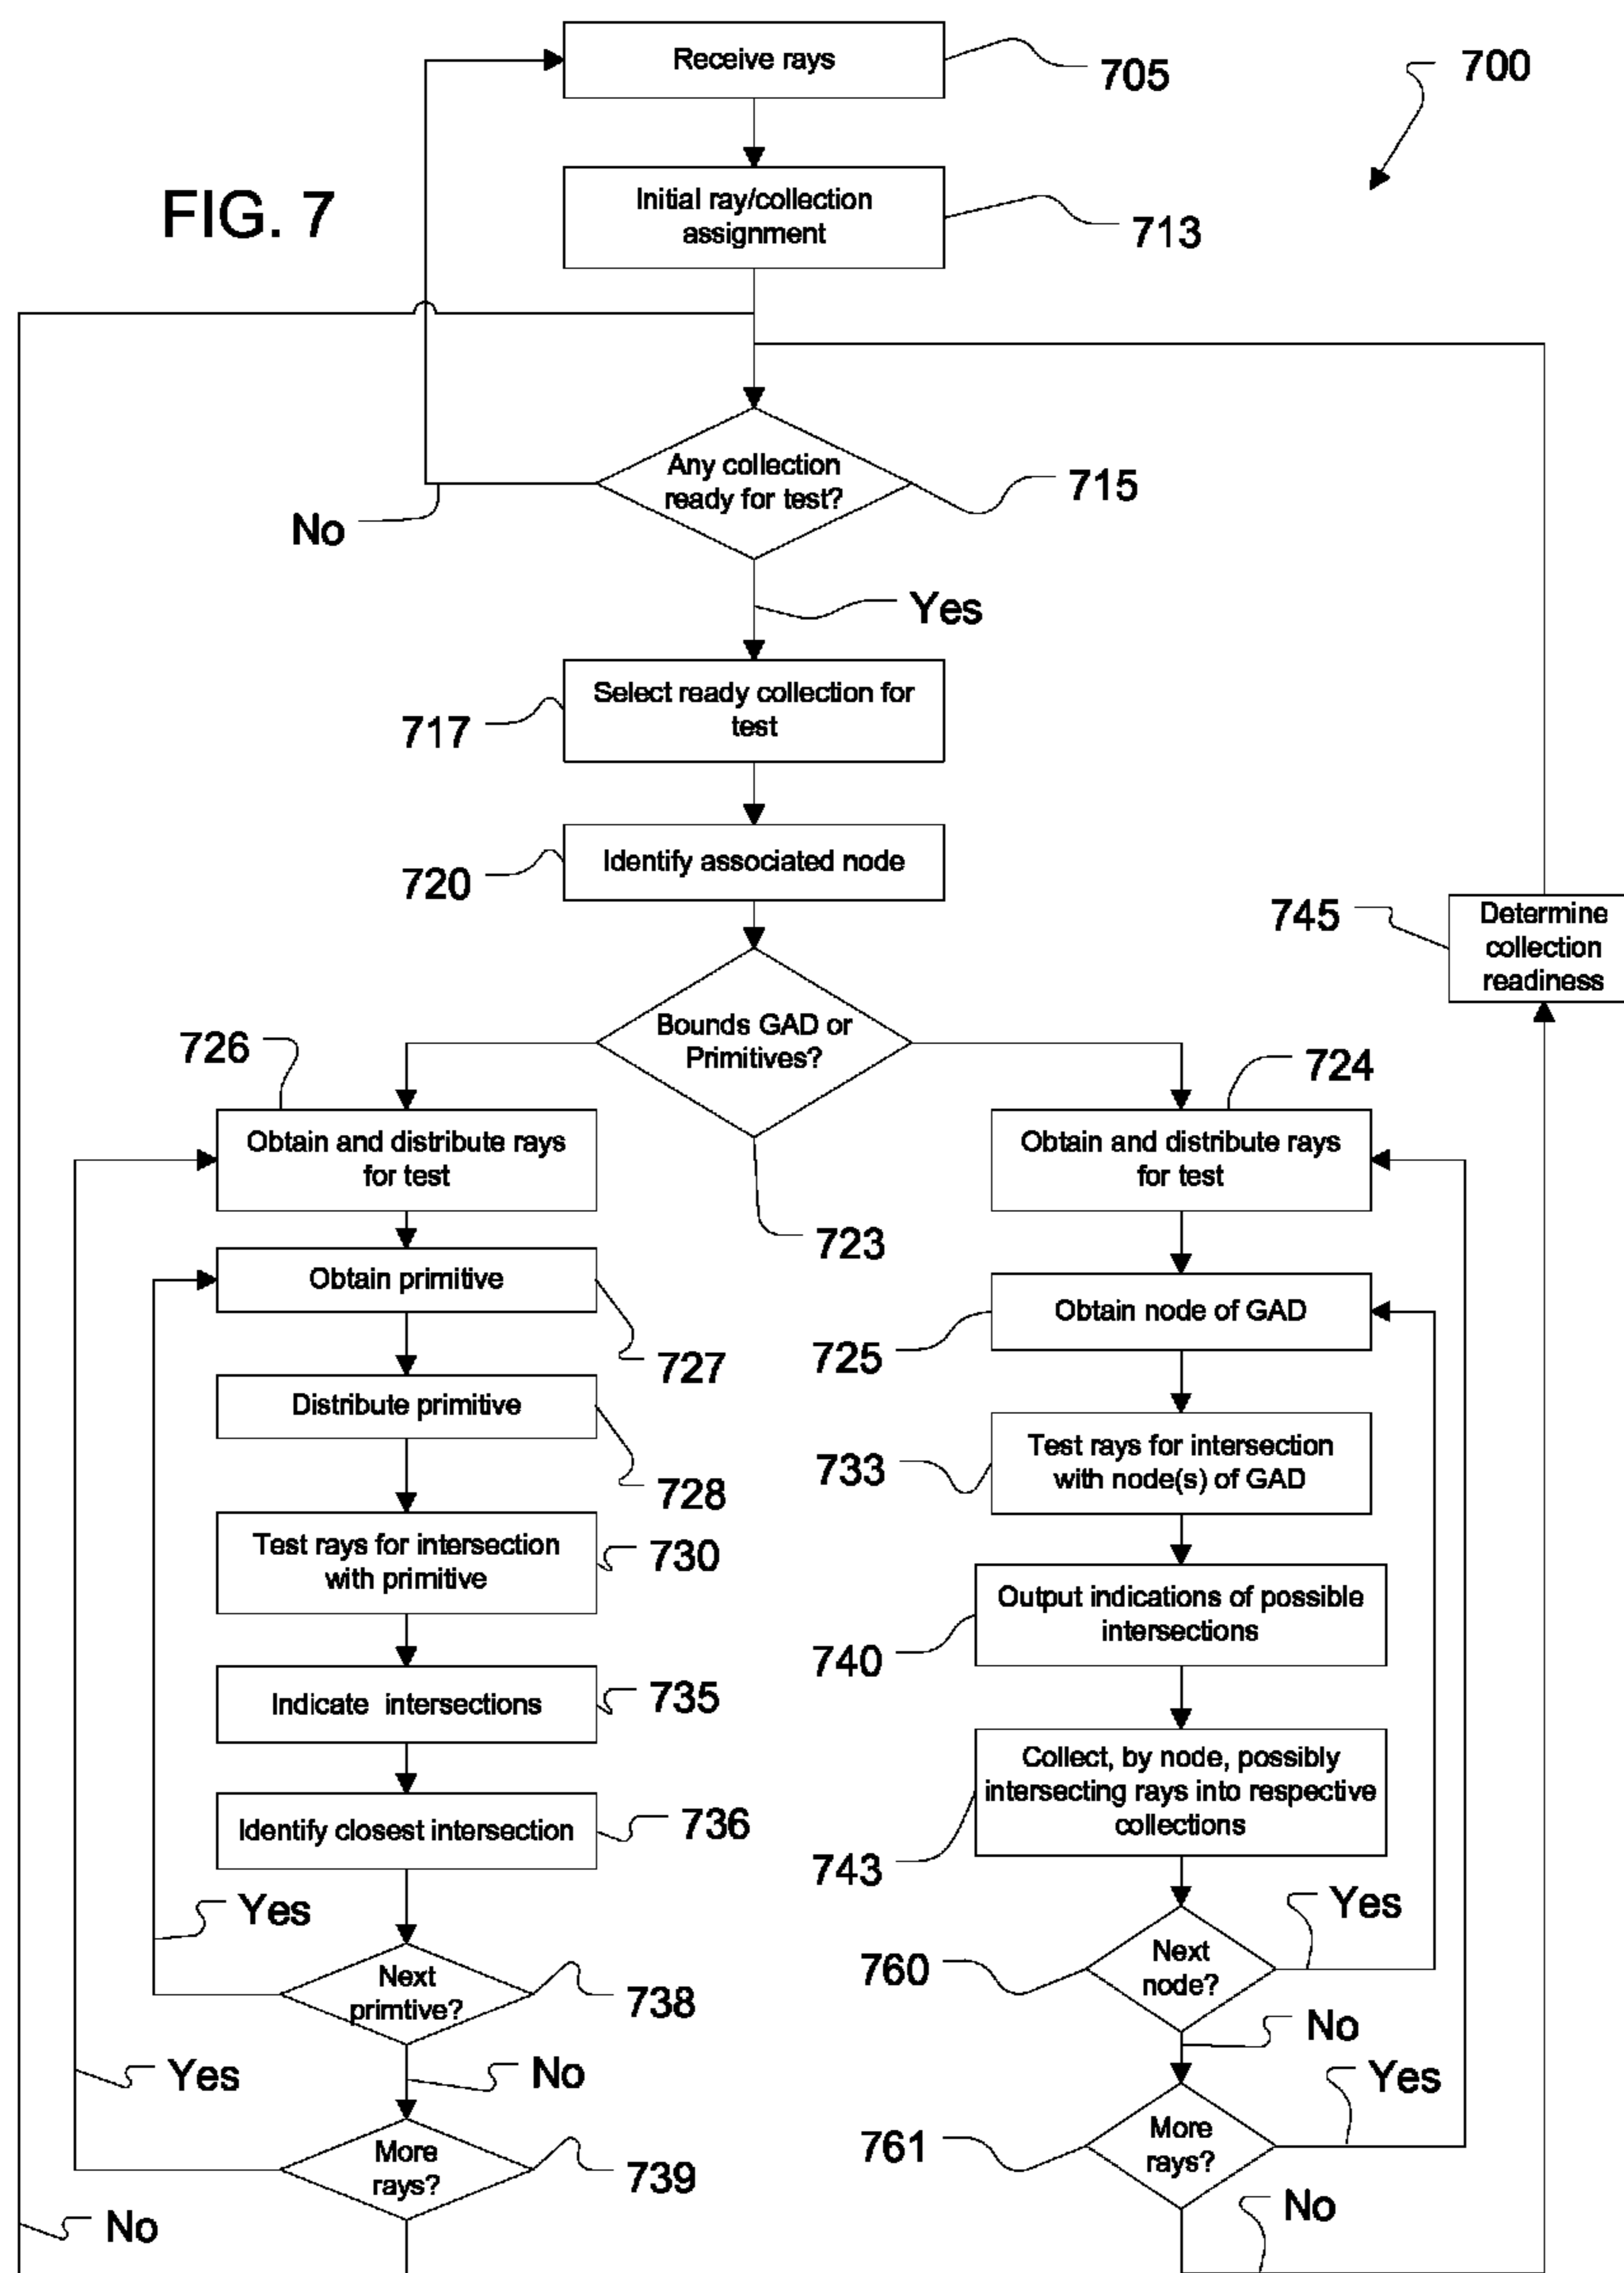 Receive rays
705
700
FIG. 7
Initial ray/collection
assignment
713
Any collection
ready for test?
715
No
Yes
Select ready collection for
test
717
Identify associated node
720
745
Determine
collection
readiness
Bounds GAD or
Primitives?
723
726
724
Obtain and distribute rays
for test
Obtain primitive
727
Distribute primitive
728
Test rays for intersection
with primitive
730
Indicate intersections
735
Identify closest intersection
736
Yes
Next
primtive?
738
No
Yes
More
rays?
739
No
Obtain and distribute rays
for test
Obtain node of GAD
725
Test rays for intersection
with node(s) of GAD
733
Output indications of possible
intersections
740
Collect, by node, possibly
intersecting rays into respective
collections
743
Next
node?
760
Yes
No
More
rays?
761
Yes
No